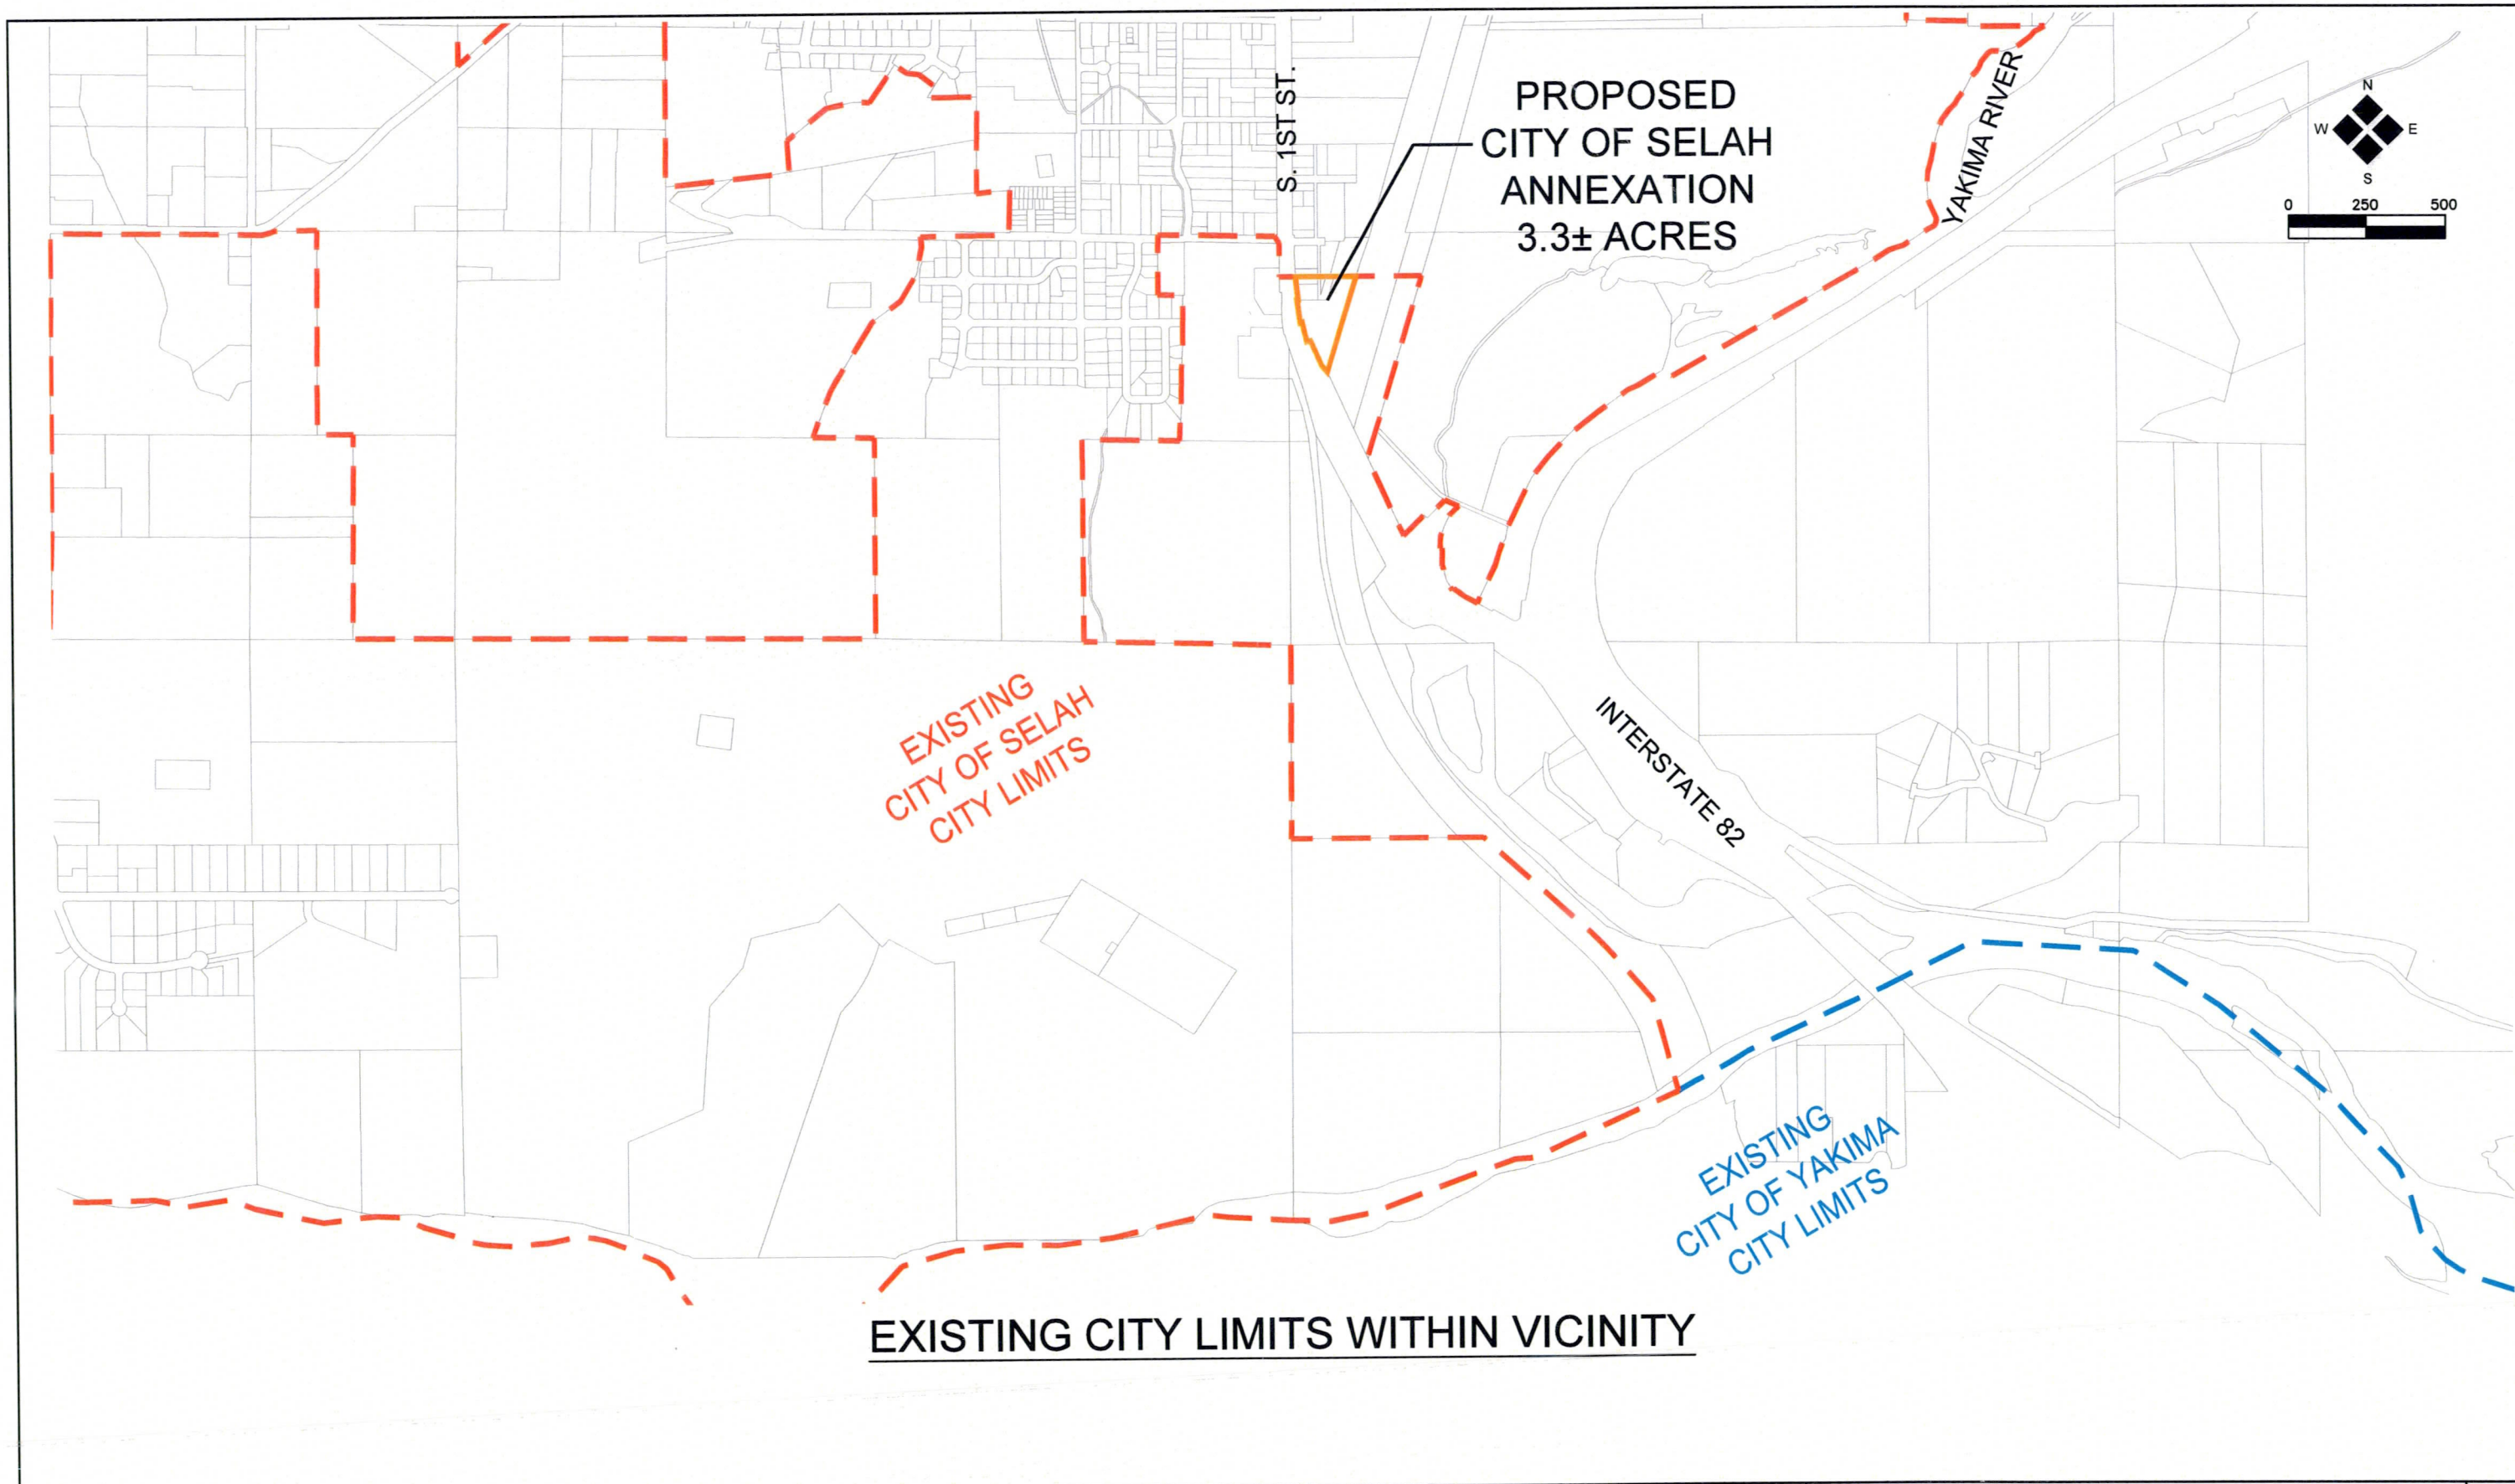 S. 1ST ST.
PROPOSED
CITY OF SELAH
ANNEXATION
3.3± ACRES
YAKIMA RIVER
N
W
E
S
0 250 500
EXISTING
CITY OF SELAH
CITY LIMITS
INTERSTATE 82
EXISTING
CITY OF YAKIMA
CITY LIMITS
EXISTING CITY LIMITS WITHIN VICINITY